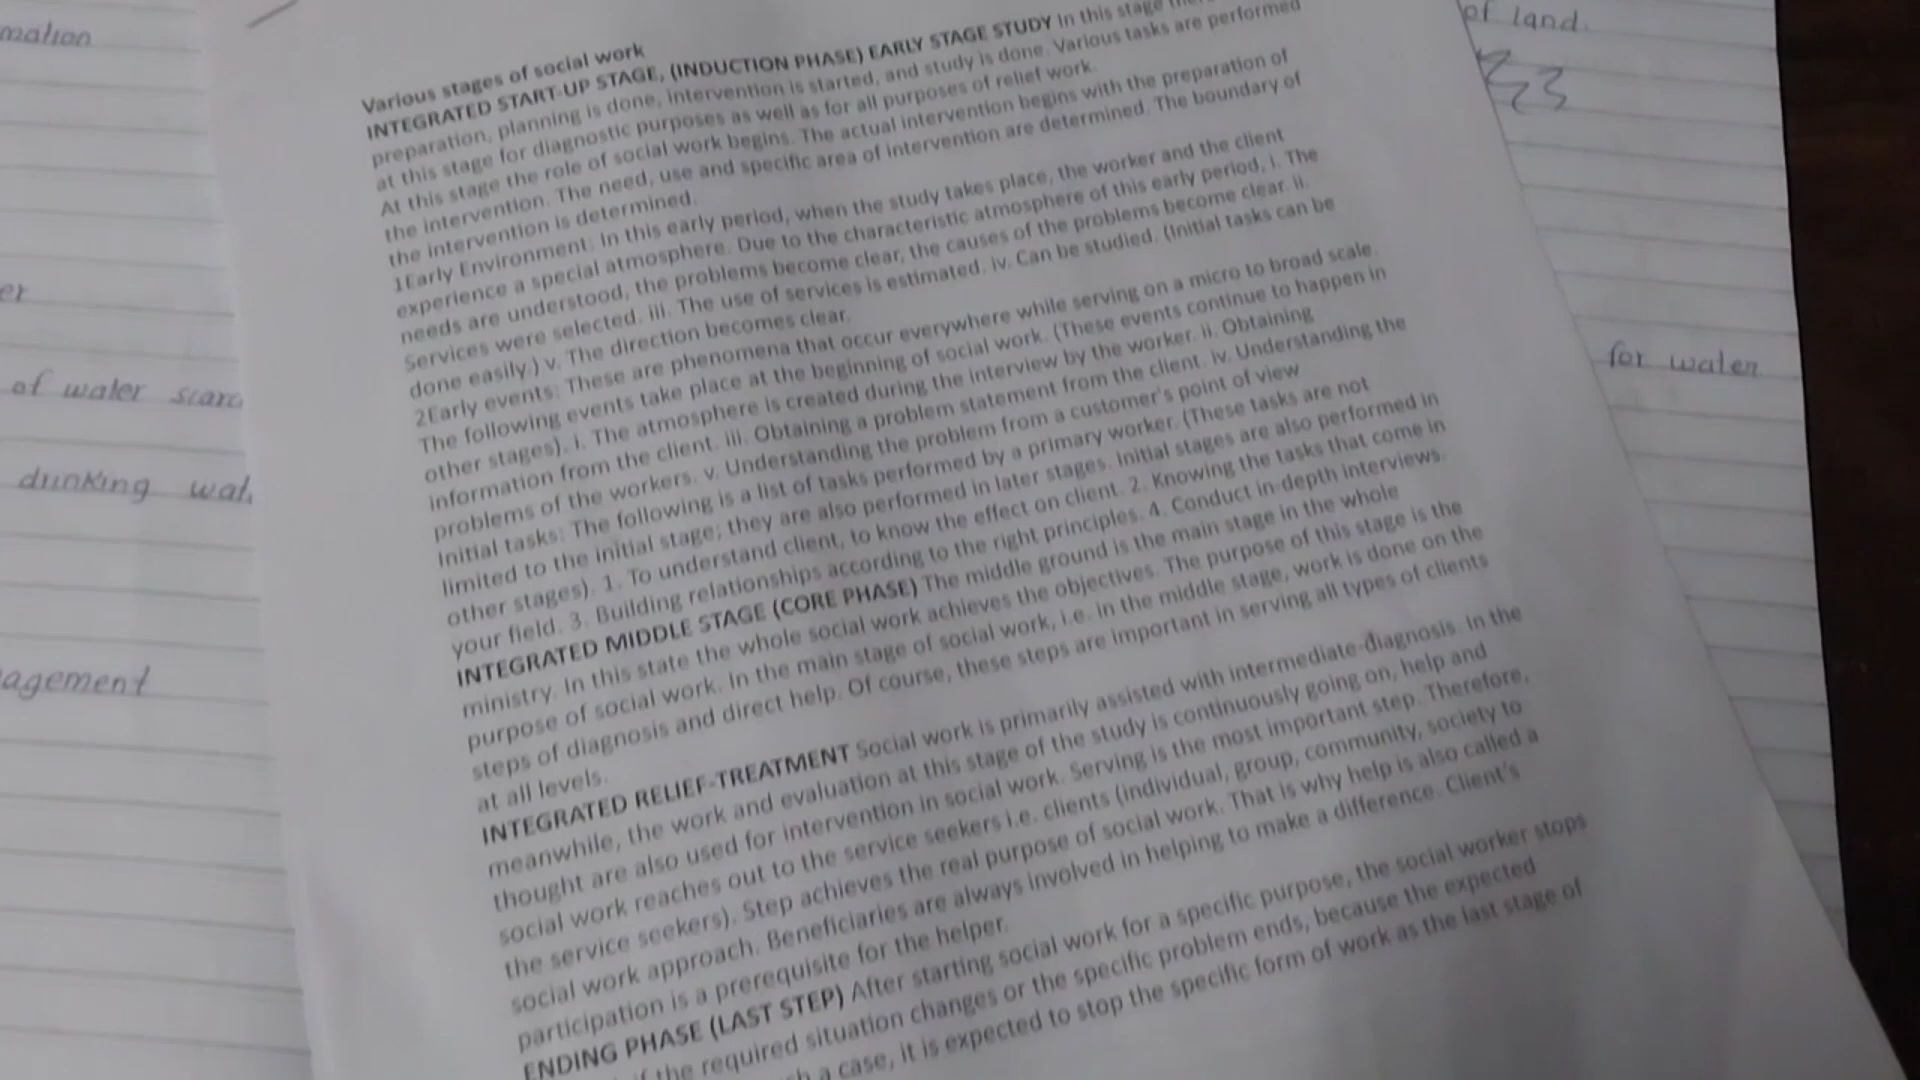 mation
er
of water scarc
drinking wat
agement
of land.
23
for water
Various stages of social work
INTEGRATED START-UP STAGE, (INDUCTION PHASE) EARLY STAGE STUDY In this stage
preparation, planning is done, intervention is started, and study is done. Various tasks are performed
at this stage for diagnostic purposes as well as for all purposes of relief work.
At this stage the role of social work begins. The actual intervention begins with the preparation of
the intervention. The need, use and specific area of intervention are determined. The boundary of
the intervention is determined.
1Early Environment: In this early period, when the study takes place, the worker and the client
experience a special atmosphere. Due to the characteristic atmosphere of this early period, i. The
needs are understood, the problems become clear, the causes of the problems become clear. ii.
Services were selected. iii. The use of services is estimated. iv. Can be studied. (Initial tasks can be
done easily.) v. The direction becomes clear.
2Early events: These are phenomena that occur everywhere while serving on a micro to broad scale.
The following events take place at the beginning of social work. (These events continue to happen in
other stages). i. The atmosphere is created during the interview by the worker. ii. Obtaining
information from the client. iii. Obtaining a problem statement from the client. iv. Understanding the
problems of the workers. v. Understanding the problem from a customer's point of view
Initial tasks: The following is a list of tasks performed by a primary worker. (These tasks are not
limited to the initial stage; they are also performed in later stages. Initial stages are also performed in
other stages). 1. To understand client, to know the effect on client. 2. Knowing the tasks that come in
your field. 3. Building relationships according to the right principles. 4. Conduct in-depth interviews.
INTEGRATED MIDDLE STAGE (CORE PHASE) The middle ground is the main stage in the whole
ministry. In this state the whole social work achieves the objectives. The purpose of this stage is the
purpose of social work. In the main stage of social work, i.e. in the middle stage, work is done on the
steps of diagnosis and direct help. Of course, these steps are important in serving all types of clients
at all levels.
INTEGRATED RELIEF-TREATMENT Social work is primarily assisted with intermediate-diagnosis. In the
meanwhile, the work and evaluation at this stage of the study is continuously going on, help and
thought are also used for intervention in social work. Serving is the most important step. Therefore,
social work reaches out to the service seekers i.e. clients (individual, group, community, society to
the service seekers). Step achieves the real purpose of social work. That is why help is also called a
social work approach. Beneficiaries are always involved in helping to make a difference. Client's
participation is a prerequisite for the helper.
ENDING PHASE (LAST STEP) After starting social work for a specific purpose, the social worker stops
the required situation changes or the specific problem ends, because the expected
a case, it is expected to stop the specific form of work as the last stage of